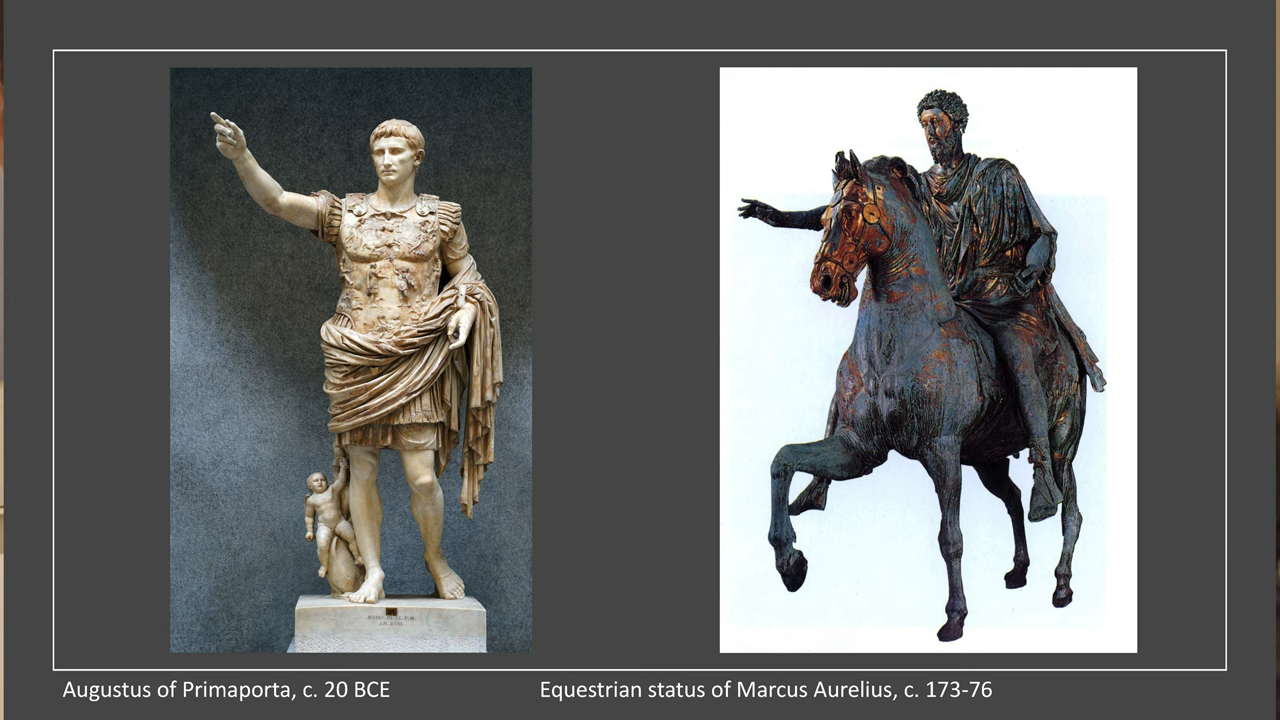 Augustus of Primaporta, c. 20 BCE
Equestrian status of Marcus Aurelius, c. 173-76